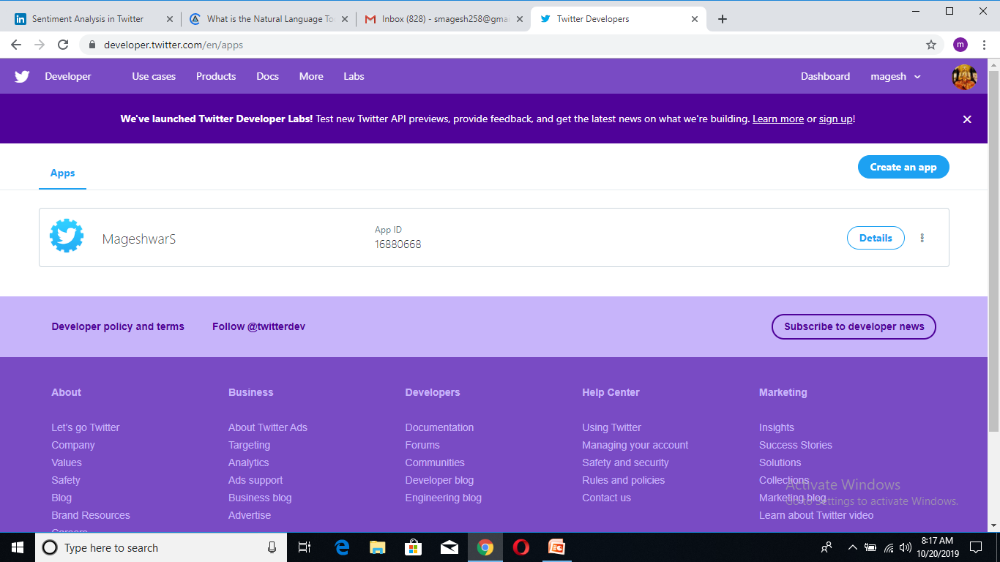 Sentiment Analysis in Twitter
What is the Natural Language To
Inbox (828) - smagesh258@gmai
Twitter Developers
developer.twitter.com/en/apps
m
Developer
Use cases
Products
Docs
More
Labs
Dashboard
magesh
We've launched Twitter Developer Labs! Test new Twitter API previews, provide feedback, and get the latest news on what we're building. Learn more or sign up!
Apps
Create an app
MageshwarS
App ID
16880668
Details
Developer policy and terms
Follow @twitterdev
Subscribe to developer news
About
Let's go Twitter
Company
Values
Safety
Blog
Brand Resources
Careers
Business
About Twitter Ads
Targeting
Analytics
Ads support
Business blog
Advertise
Developers
Documentation
Forums
Communities
Developer blog
Engineering blog
Help Center
Using Twitter
Managing your account
Safety and security
Rules and policies
Contact us
Marketing
Insights
Success Stories
Solutions
Collections
Marketing blog
Learn about Twitter video
Activate Windows
Go to Settings to activate Windows.
Type here to search
8:17 AM
10/20/2019